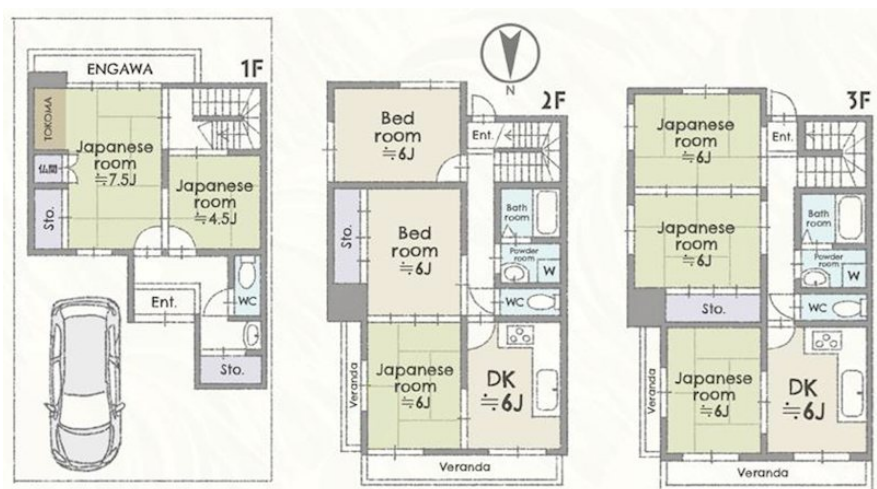 ENGAWA
1F
TOKOMA
Japanese
room
≒7.5J
仏間
Sto.
Japanese
room
≒4.5J
Ent.
WC
Sto.
N
2F
Bed
room
≒6J
Ent.
Sto.
Bed
room
≒6J
Bath
room
Powder
room
W
WC
Veranda
Japanese
room
≒6J
DK
≒6J
Veranda
3F
Japanese
room
≒6J
Ent.
Japanese
room
≒6J
Bath
room
Powder
room
W
Sto.
WC
Veranda
Japanese
room
≒6J
DK
≒6J
Veranda